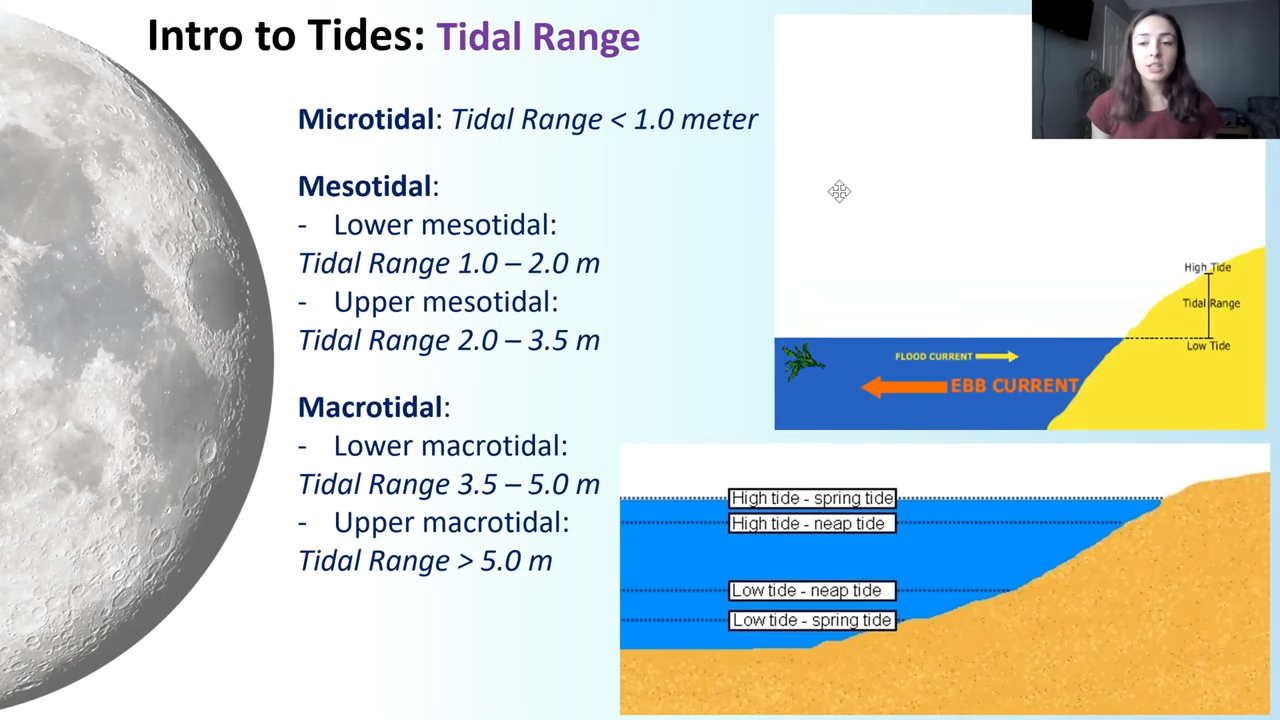 Intro to Tides: Tidal Range
Microtidal: Tidal Range < 1.0 meter
Mesotidal:
- Lower mesotidal:
Tidal Range 1.0 – 2.0 m
- Upper mesotidal:
Tidal Range 2.0 – 3.5 m
Macrotidal:
- Lower macrotidal:
Tidal Range 3.5 – 5.0 m
- Upper macrotidal:
Tidal Range > 5.0 m
High Tide
Tidal Range
Low Tide
FLOOD CURRENT
EBB CURRENT
High tide - spring tide
High tide - neap tide
Low tide - neap tide
Low tide - spring tide